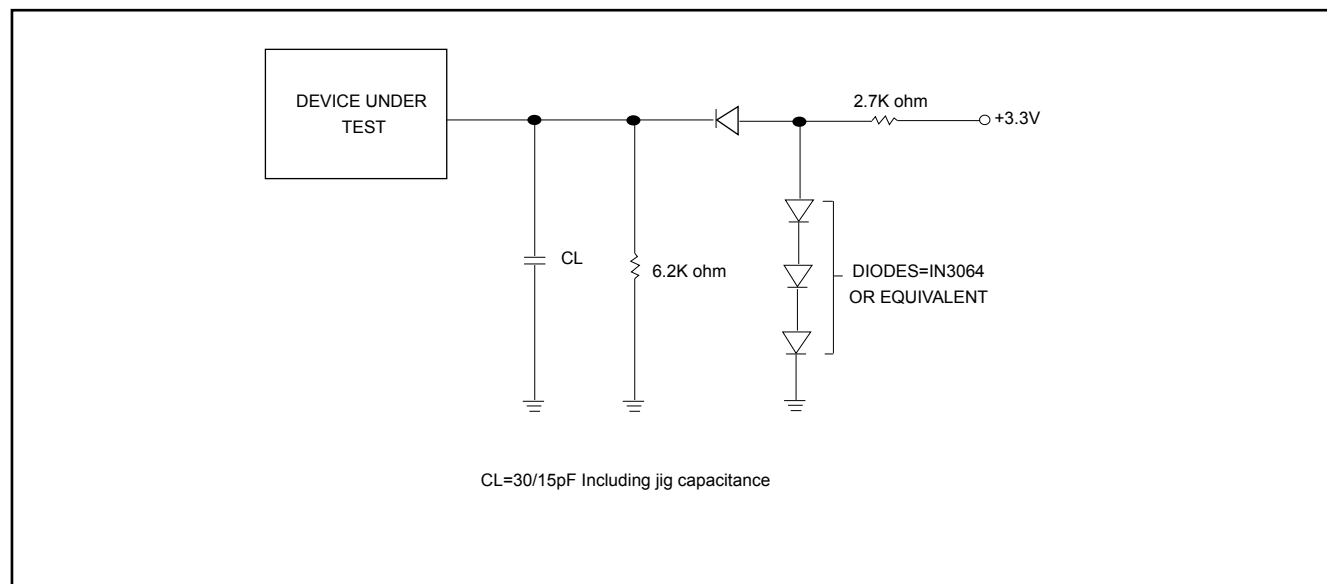 DEVICE UNDER
TEST
2.7K ohm
+3.3V
CL
6.2K ohm
DIODES=IN3064
OR EQUIVALENT
CL=30/15pF Including jig capacitance